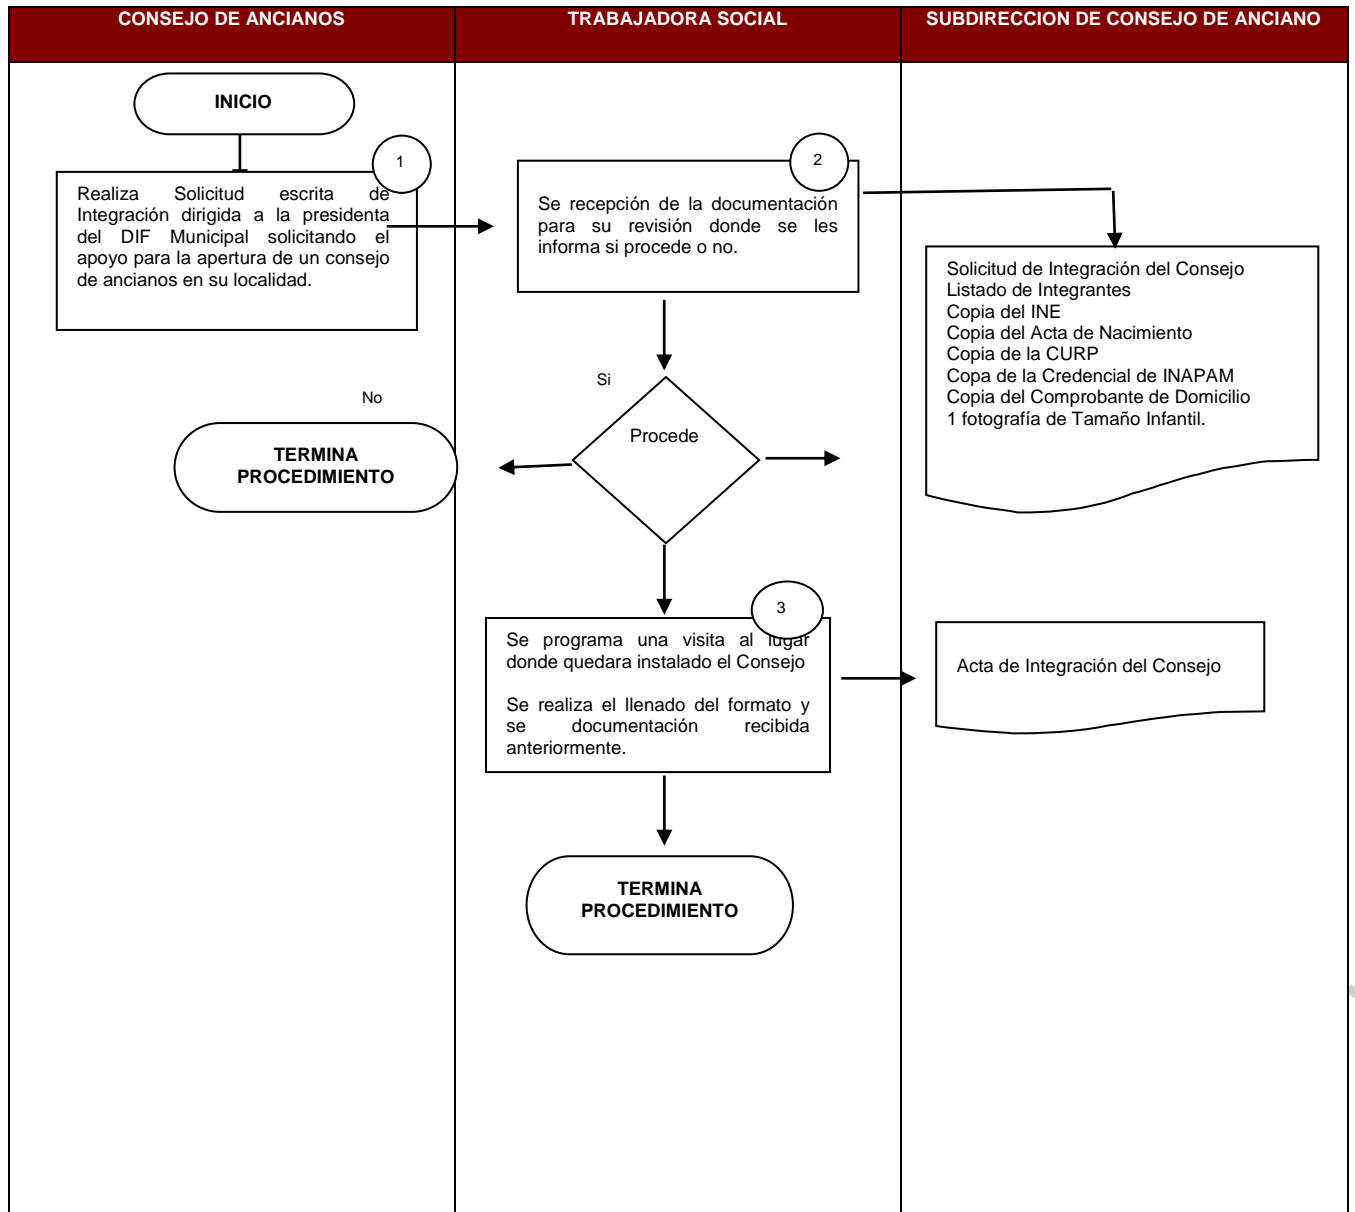 CONSEJO DE ANCIANOS
TRABAJADORA SOCIAL
SUBDIRECCION DE CONSEJO DE ANCIANO
INICIO
1
Realiza Solicitud escrita de
Integración dirigida a la presidenta
del DIF Municipal solicitando el
apoyo para la apertura de un consejo
de ancianos en su localidad.
2
Se recepción de la documentación
para su revisión donde se les
informa si procede o no.
Solicitud de Integración del Consejo
Listado de Integrantes
Copia del INE
Copia del Acta de Nacimiento
Copia de la CURP
Copa de la Credencial de INAPAM
Copia del Comprobante de Domicilio
1 fotografía de Tamaño Infantil.
Si
No
Procede
TERMINA
PROCEDIMIENTO
3
Se programa una visita al lugar
donde quedara instalado el Consejo
Se realiza el llenado del formato y
se documentación recibida
anteriormente.
Acta de Integración del Consejo
TERMINA
PROCEDIMIENTO